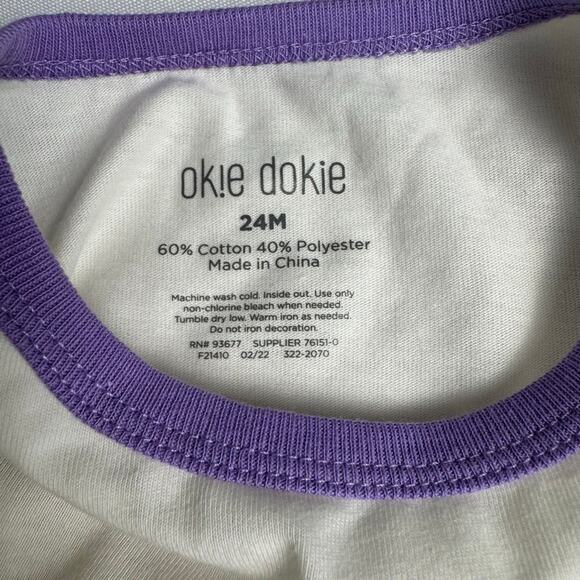 ok!e dokie
24M
60% Cotton 40% Polyester
Made in China
Machine wash cold. Inside out. Use only
non-chlorine bleach when needed.
Tumble dry low. Warm iron as needed.
Do not iron decoration.
RN# 93677 SUPPLIER 76151-0
F21410 02/22 322-2070